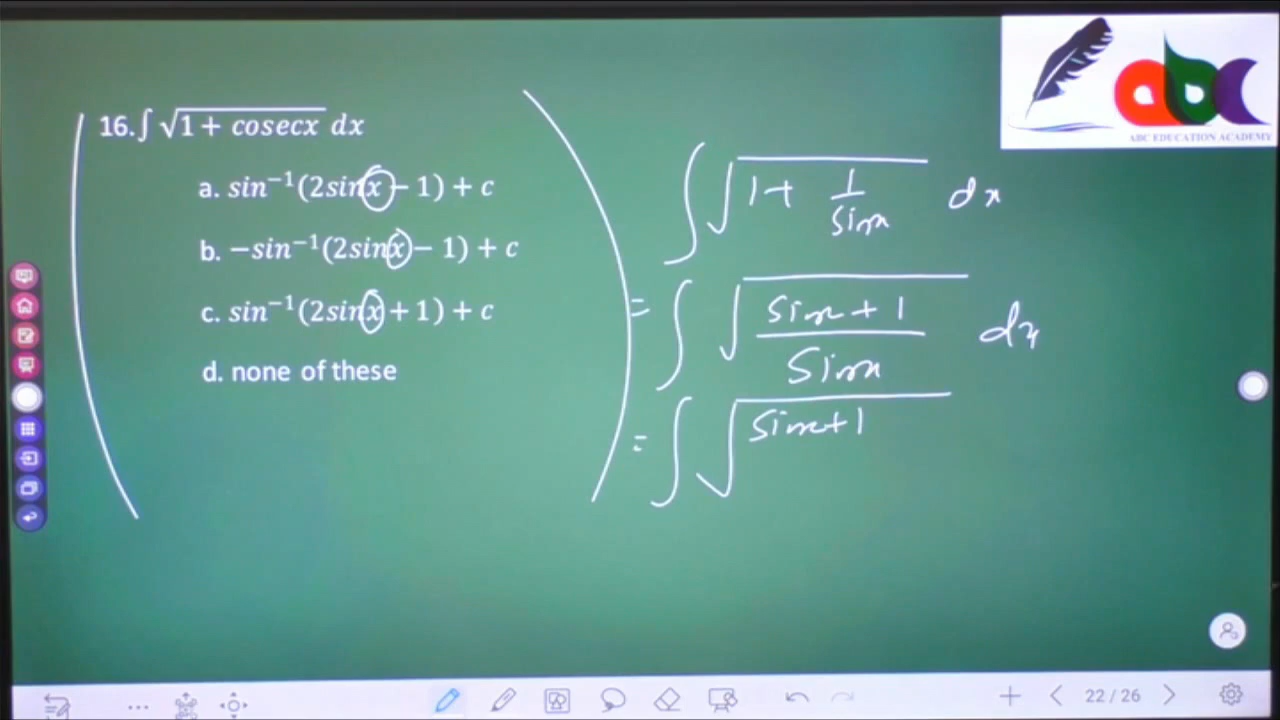 16. ∫ √1 + cosecx dx
a. sin⁻¹(2sinx − 1) + c
b. −sin⁻¹(2sinx − 1) + c
c. sin⁻¹(2sinx + 1) + c
d. none of these
∫ √1 + 1/sinx dx
= ∫ √(sinx + 1)/Sinx dx
= ∫ √sinx+1
abc
ABC EDUCATION ACADEMY
22 / 26